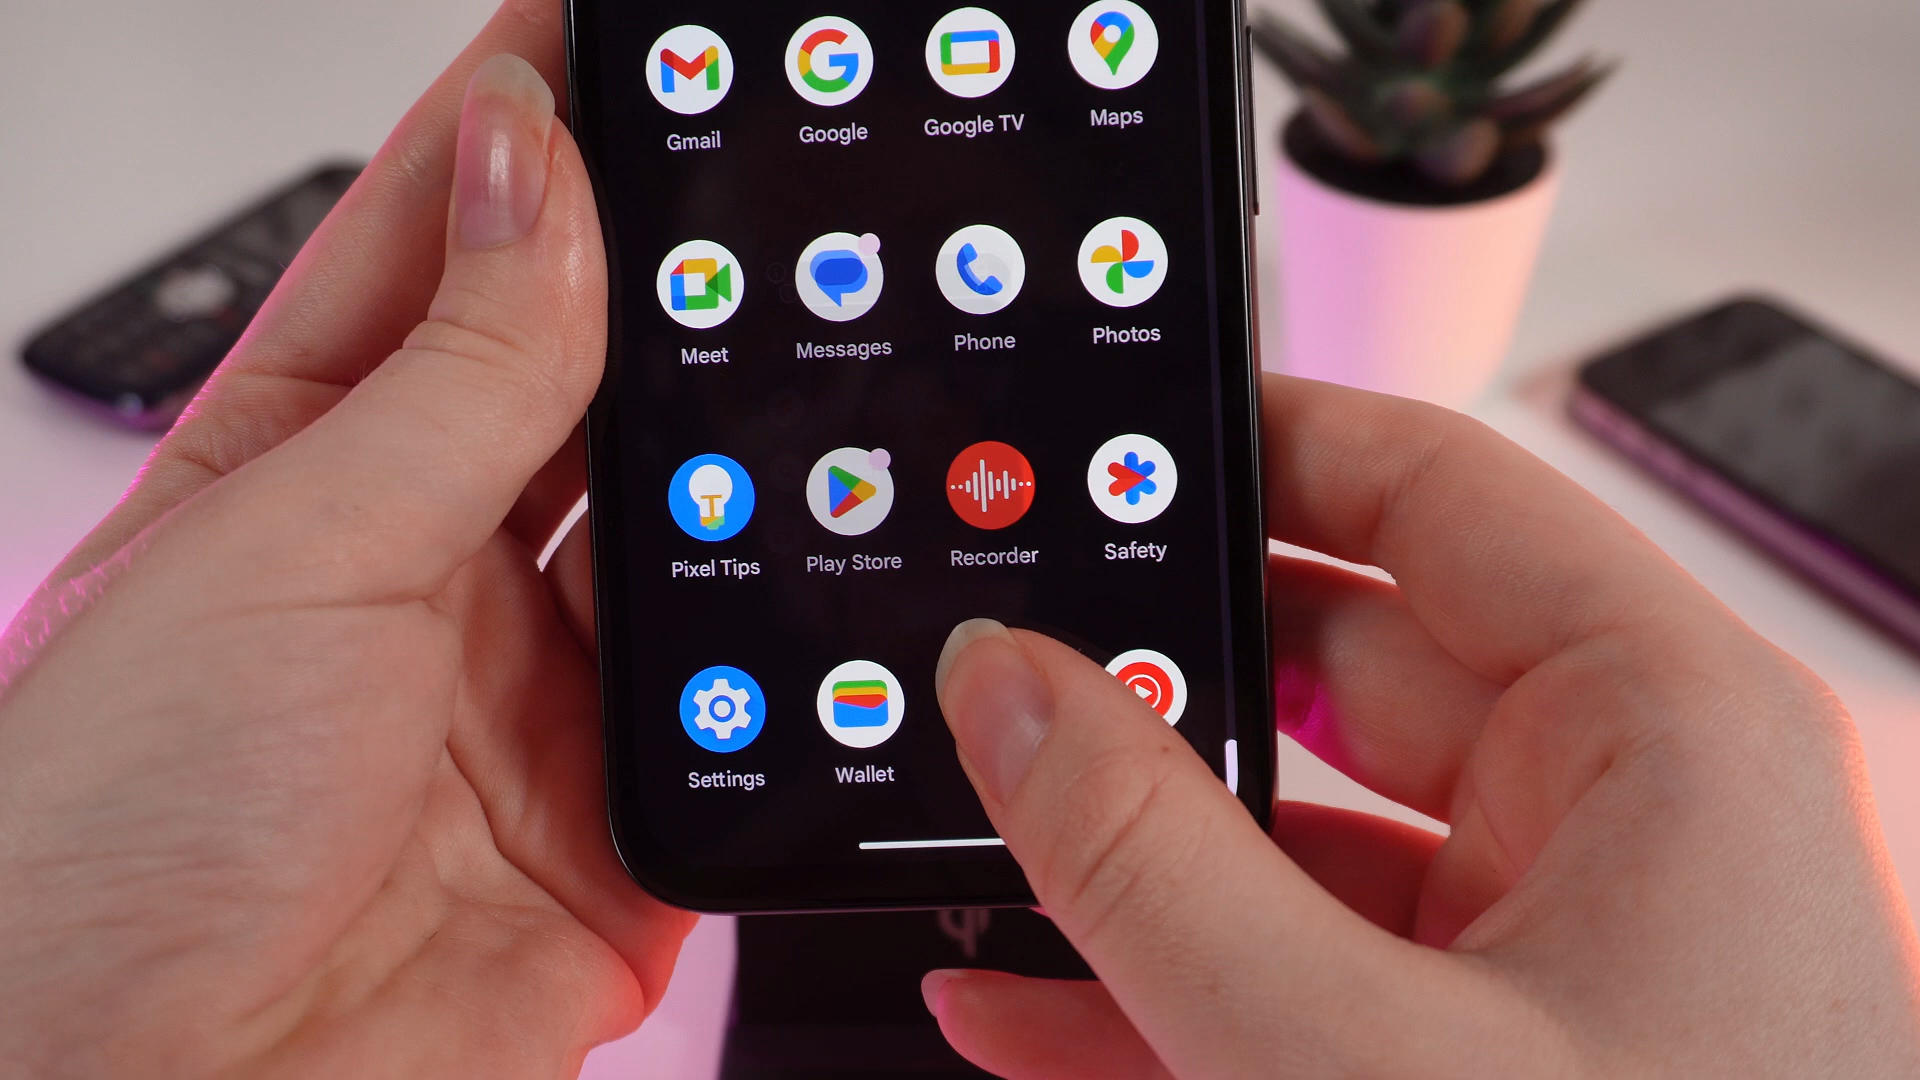 Gmail Google Google TV Maps
Meet Messages Phone Photos
Pixel Tips Play Store Recorder Safety
Settings Wallet